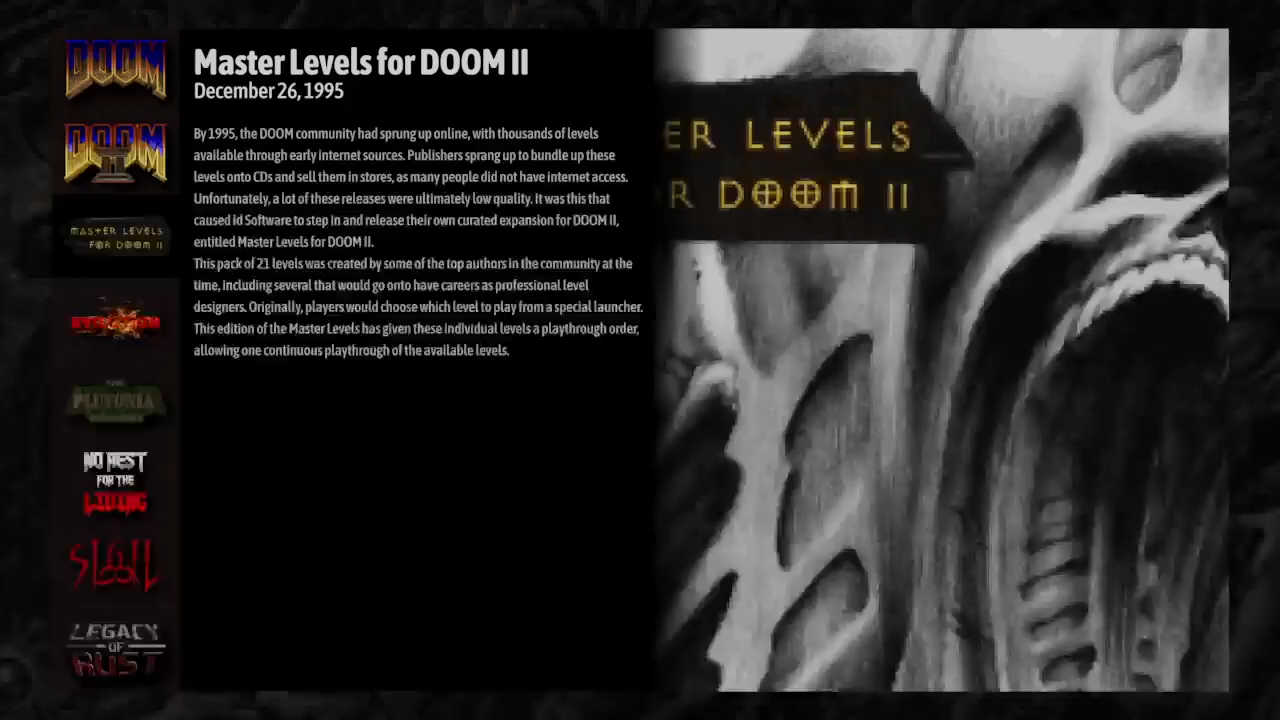 DOOM
DOOM
II
MASTER LEVELS
FOR DOOM II
THE
PLUTONIA
NO REST
FOR THE
LIVING
SIGIL
LEGACY
OF
RUST
Master Levels for DOOM II
December 26, 1995
By 1995, the DOOM community had sprung up online, with thousands of levels
available through early internet sources. Publishers sprang up to bundle up these
levels onto CDs and sell them in stores, as many people did not have internet access.
Unfortunately, a lot of these releases were ultimately low quality. It was this that
caused id Software to step in and release their own curated expansion for DOOM II,
entitled Master Levels for DOOM II.
This pack of 21 levels was created by some of the top authors in the community at the
time, including several that would go onto have careers as professional level
designers. Originally, players would choose which level to play from a special launcher.
This edition of the Master Levels has given these individual levels a playthrough order,
allowing one continuous playthrough of the available levels.
ER LEVELS
R DOOM II